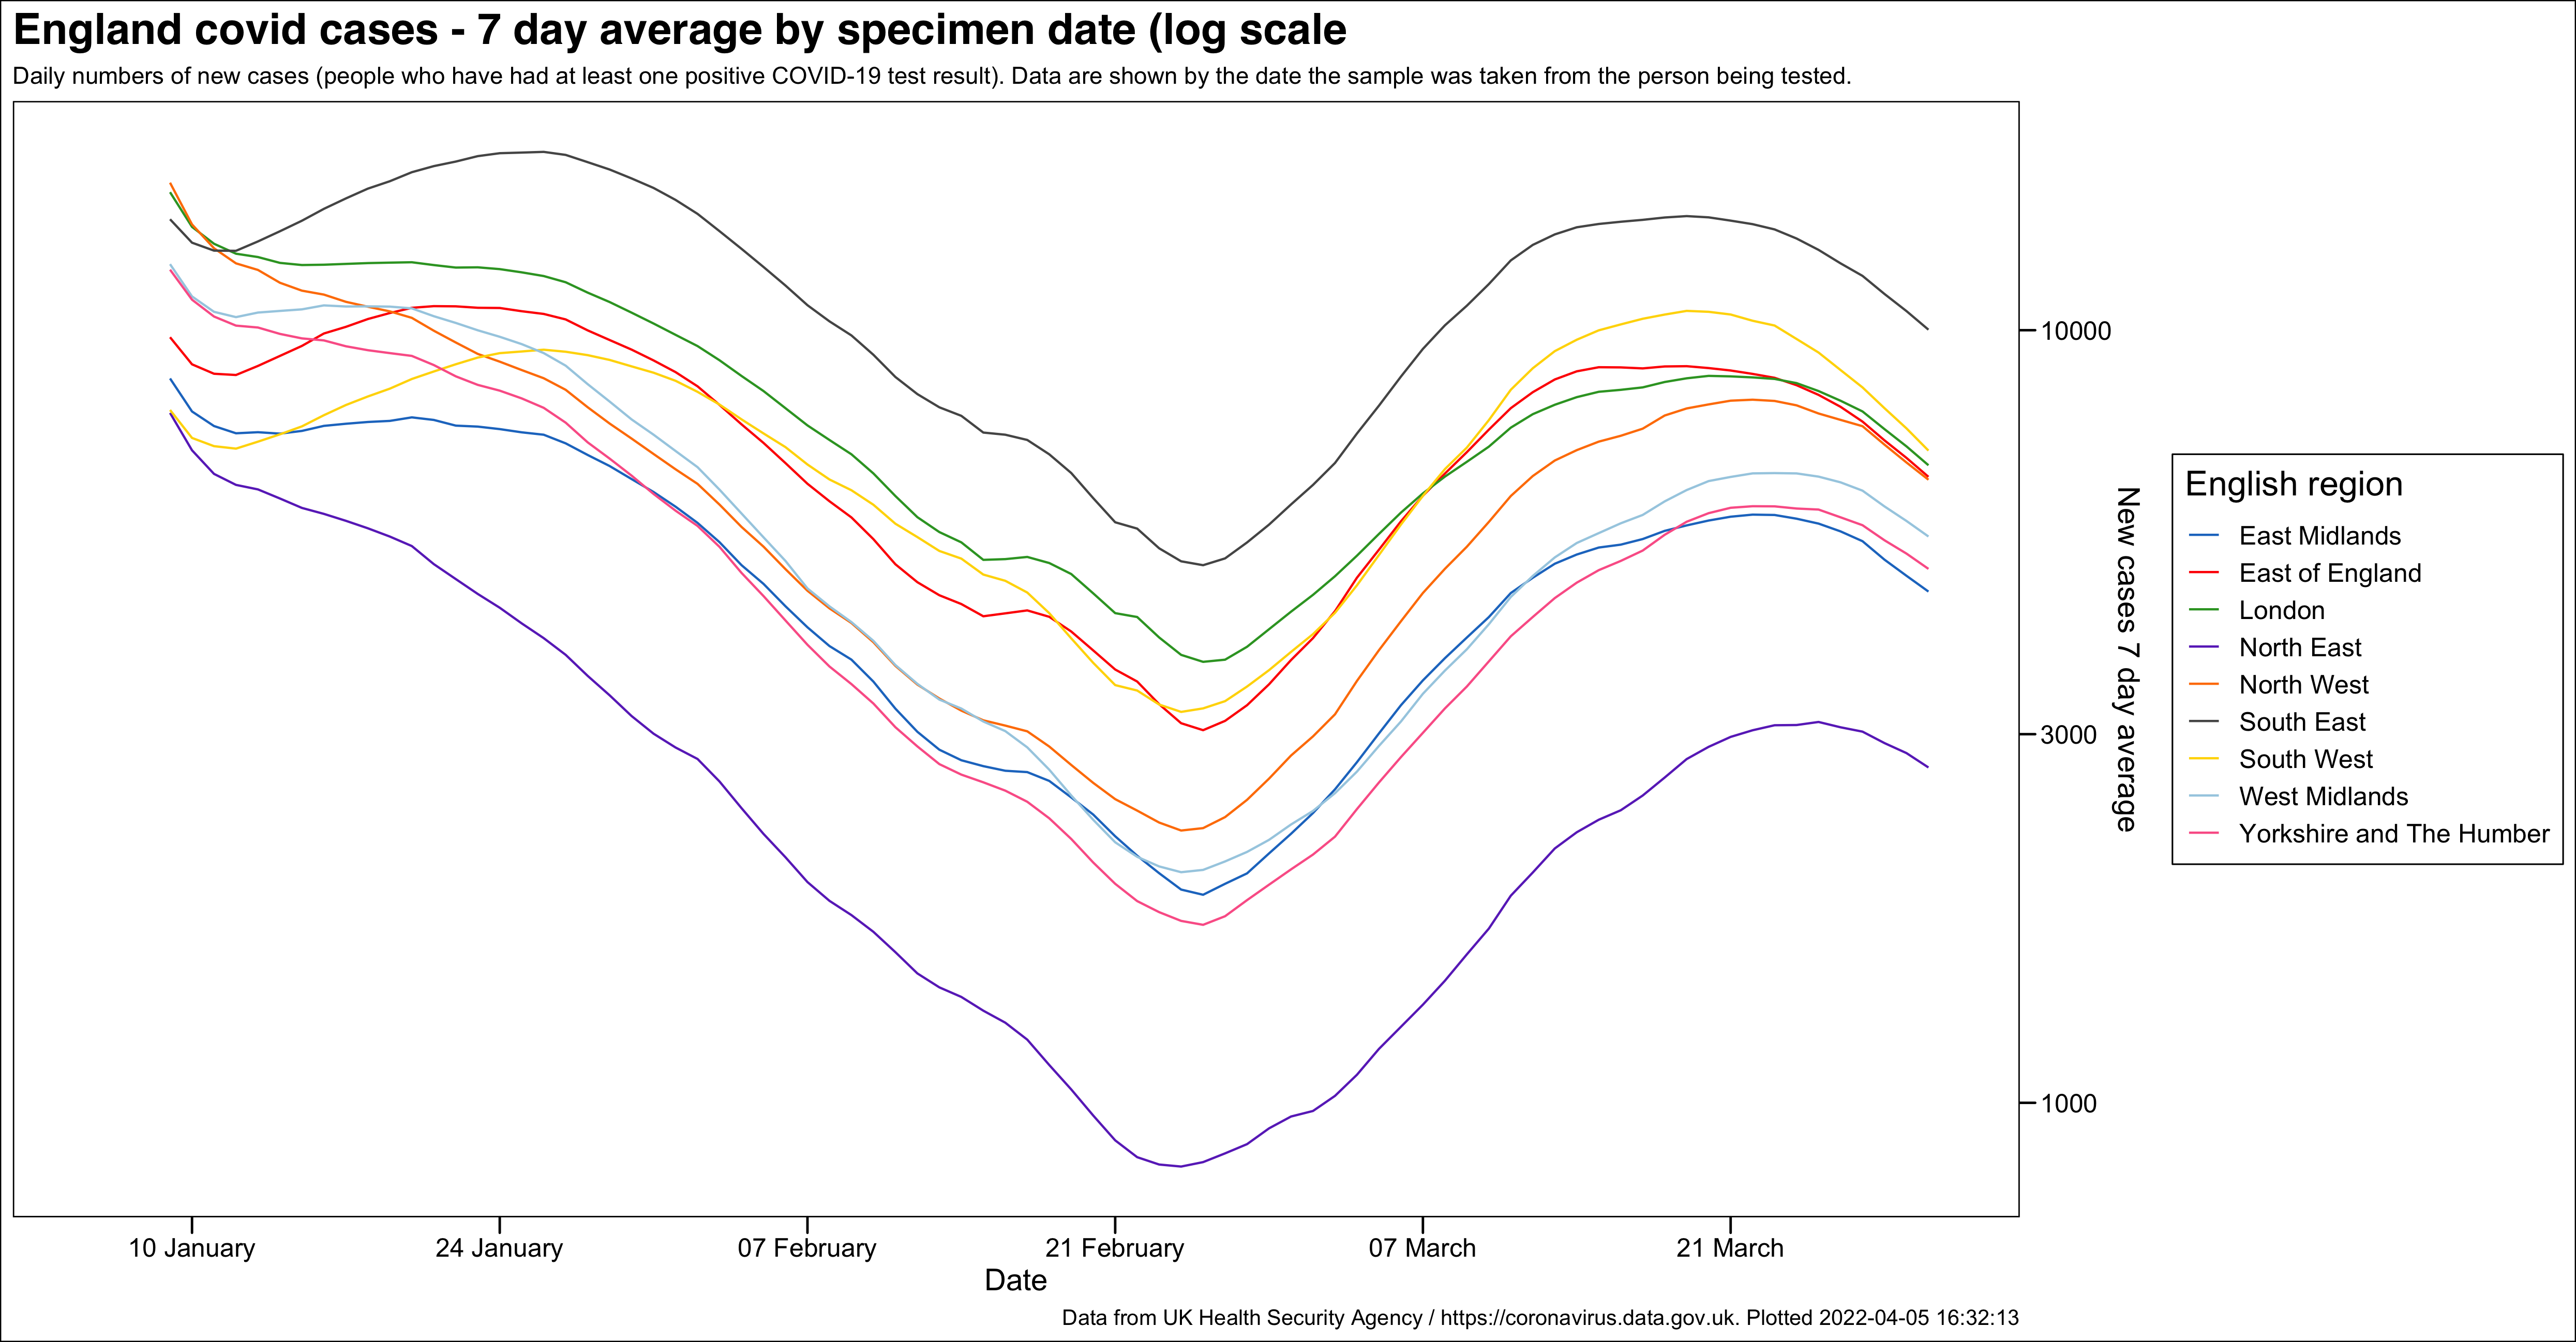 England covid cases - 7 day average by specimen date (log scale
Daily numbers of new cases (people who have had at least one positive COVID-19 test result). Data are shown by the date the sample was taken from the person being tested.
10000
3000
1000
New cases 7 day average
English region
East Midlands
East of England
London
North East
North West
South East
South West
West Midlands
Yorkshire and The Humber
10 January
24 January
07 February
21 February
07 March
21 March
Date
Data from UK Health Security Agency / https://coronavirus.data.gov.uk. Plotted 2022-04-05 16:32:13